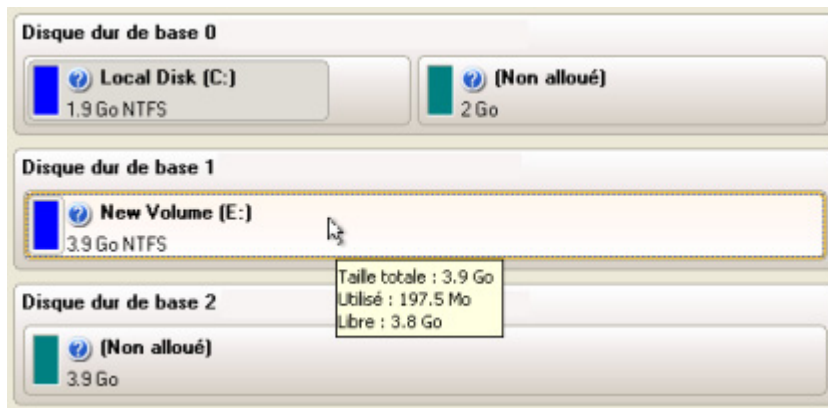 Disque dur de base 0
Local Disk (C:)
1.9 Go NTFS
(Non alloué)
2 Go
Disque dur de base 1
New Volume (E:)
3.9 Go NTFS
Taille totale : 3.9 Go
Utilisé : 197.5 Mo
Libre : 3.8 Go
Disque dur de base 2
(Non alloué)
3.9 Go